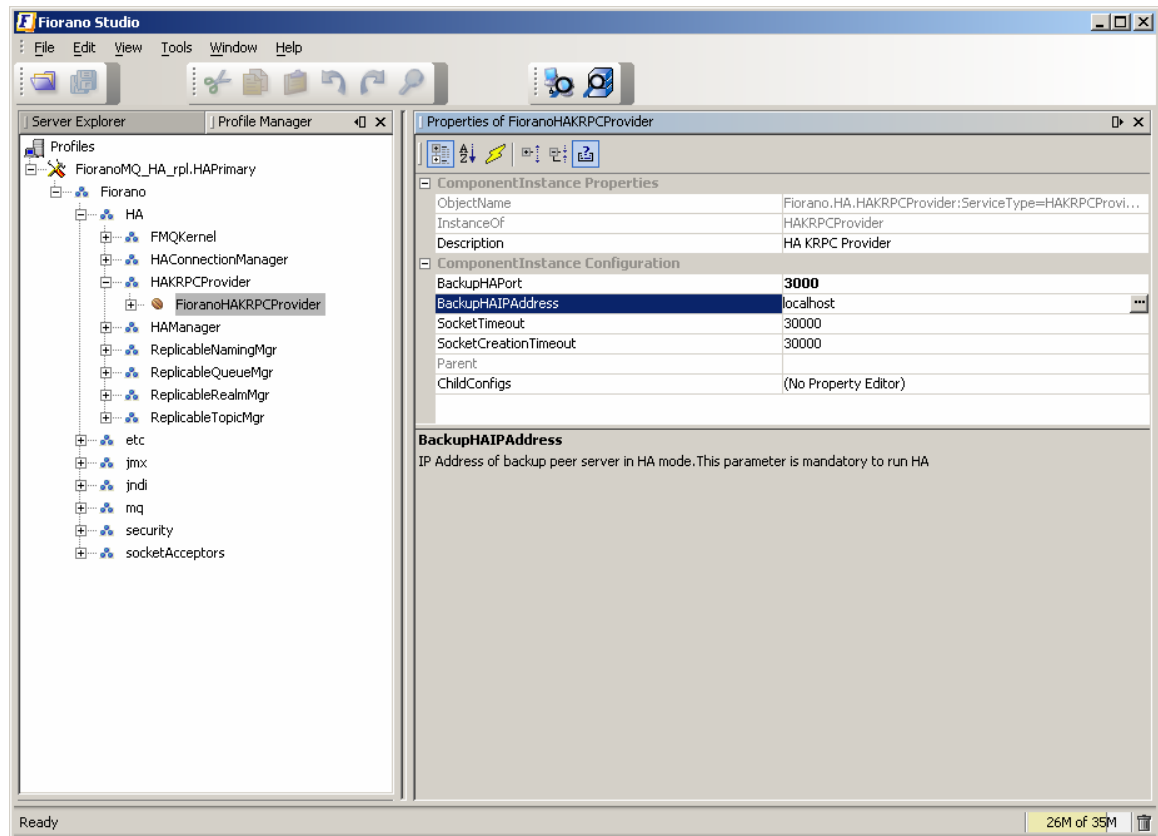 Fiorano Studio
File Edit View Tools Window Help
Server Explorer
Profile Manager
Profiles
FioranoMQ_HA_rpl.HAPrimary
Fiorano
HA
FMQKernel
HAConnectionManager
HAKRPCProvider
FioranoHAKRPCProvider
HAManager
ReplicableNamingMgr
ReplicableQueueMgr
ReplicableRealmMgr
ReplicableTopicMgr
etc
jmx
jndi
mq
security
socketAcceptors
Properties of FioranoHAKRPCProvider
ComponentInstance Properties
ObjectName Fiorano.HA.HAKRPCProvider:ServiceType=HAKRPCProvi...
InstanceOf HAKRPCProvider
Description HA KRPC Provider
ComponentInstance Configuration
BackupHAPort 3000
BackupHAIPAddress localhost ...
SocketTimeout 30000
SocketCreationTimeout 30000
Parent
ChildConfigs (No Property Editor)
BackupHAIPAddress
IP Address of backup peer server in HA mode.This parameter is mandatory to run HA
Ready 26M of 35M